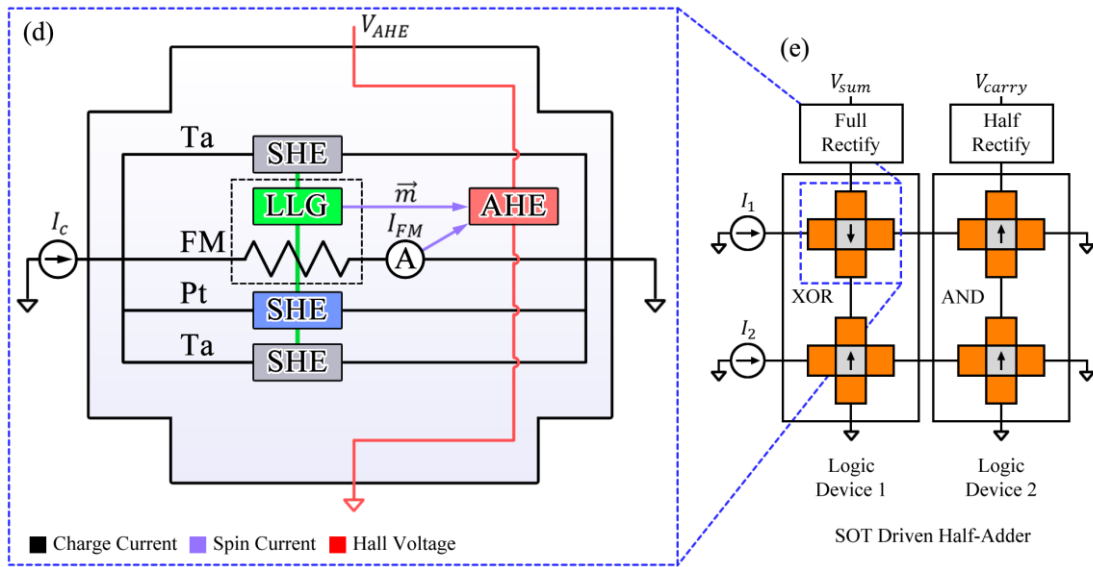 (d)
V_AHE
Ta
SHE
LLG
m⃗
AHE
I_c
FM
I_FM
A
Pt
SHE
Ta
SHE
Charge Current
Spin Current
Hall Voltage
(e)
V_sum
V_carry
Full
Rectify
Half
Rectify
I_1
XOR
AND
I_2
Logic
Device 1
Logic
Device 2
SOT Driven Half-Adder